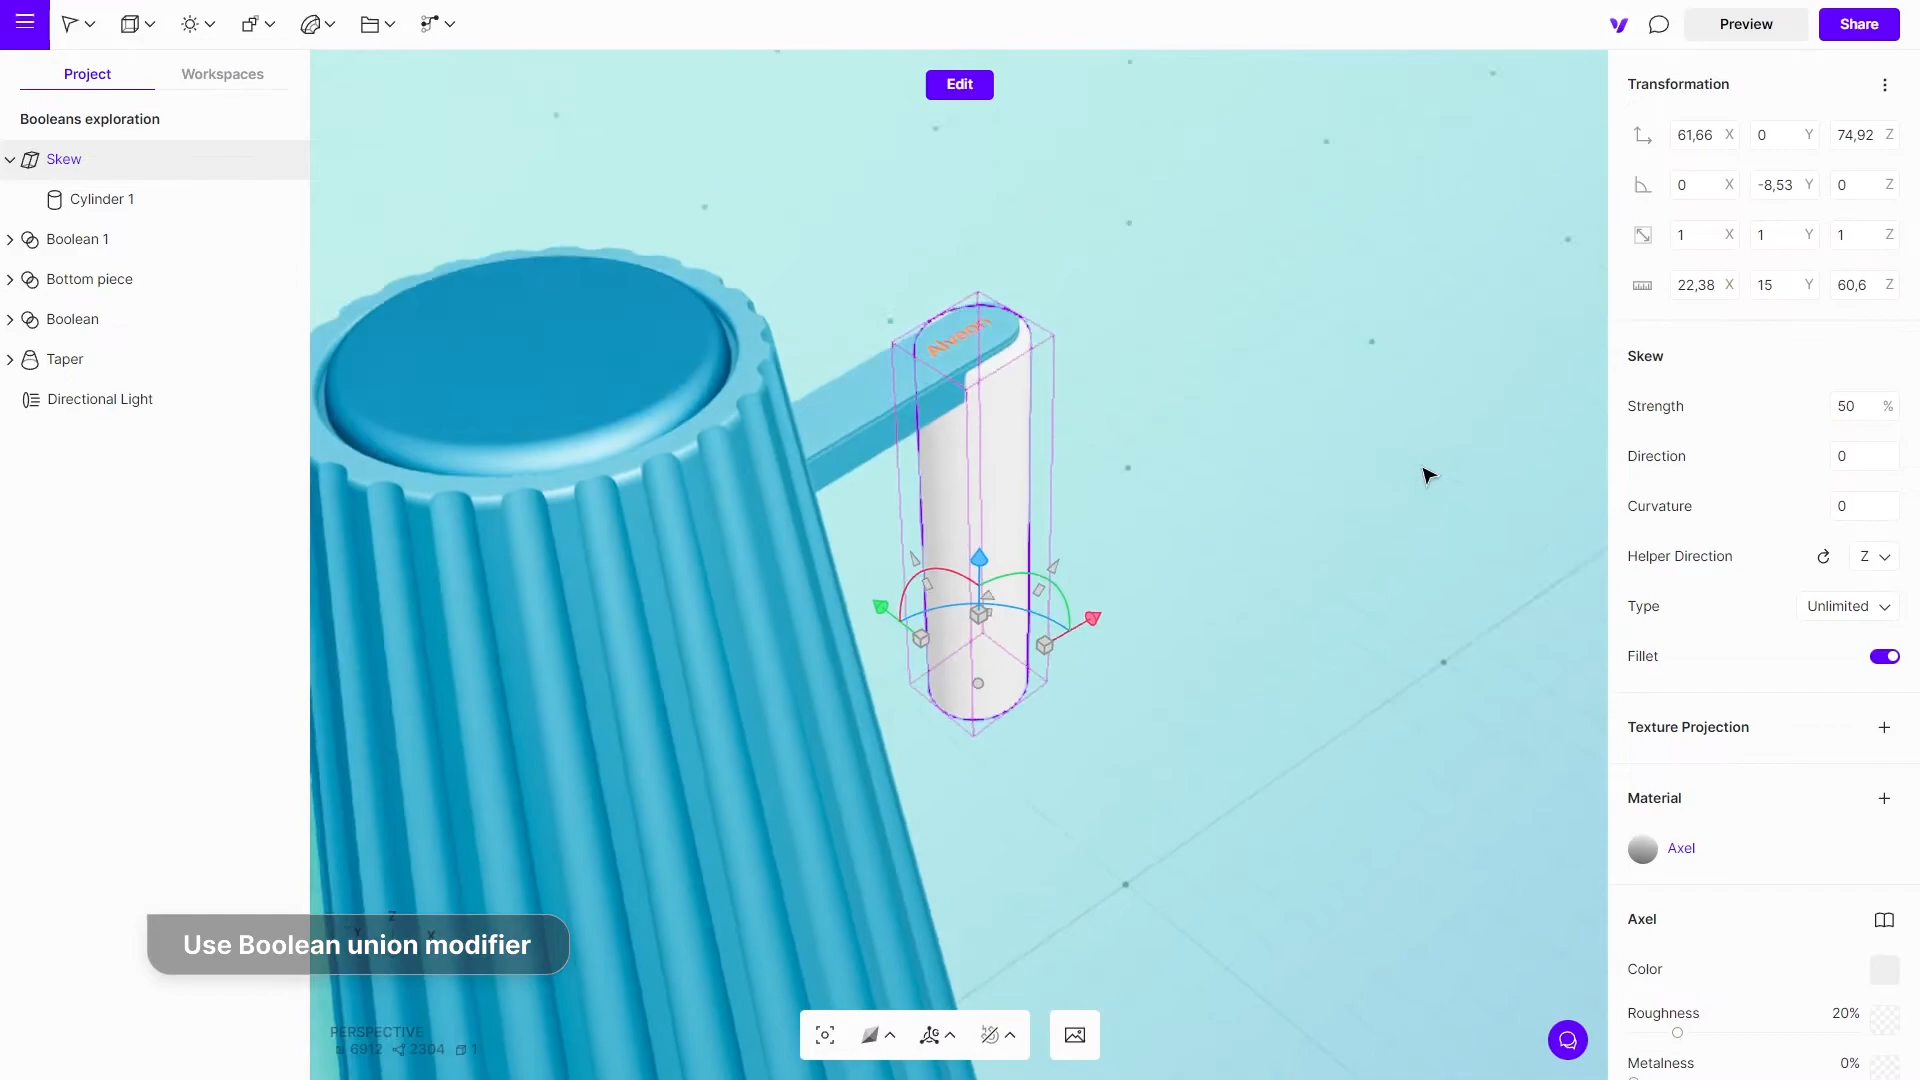 Preview
Share
Project
Workspaces
Edit
Transformation
Booleans exploration
61,66 X 0 Y 74,92 Z
Skew
Cylinder 1
0 X -8,53 Y 0 Z
Boolean 1
1 X 1 Y 1 Z
Bottom piece
22,38 X 15 Y 60,6 Z
Boolean
Alveon
Taper
Skew
Directional Light
Strength 50 %
Direction 0
Curvature 0
Helper Direction Z
Type Unlimited
Fillet
Texture Projection
Material
Axel
Axel
Z
Y X
Use Boolean union modifier
Color
Roughness 20%
PERSPECTIVE
6912 2304 1
Metalness 0%